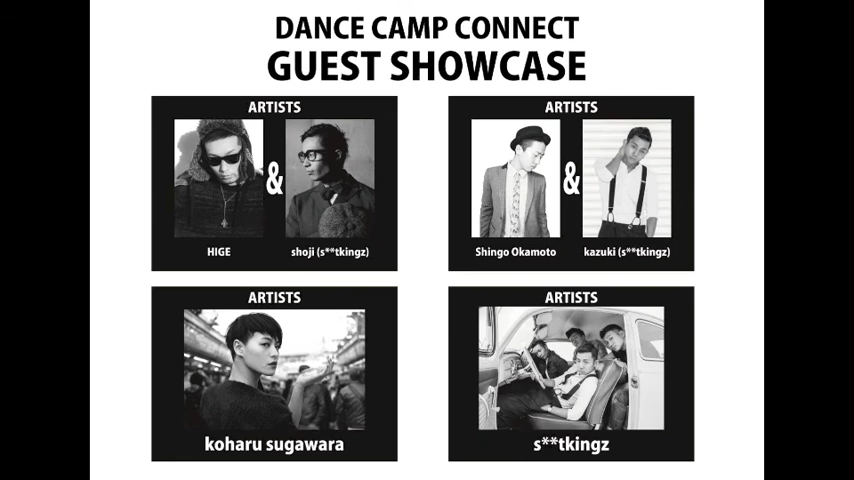 DANCE CAMP CONNECT
GUEST SHOWCASE
ARTISTS
&
HIGE
shoji (s**tkingz)
ARTISTS
&
Shingo Okamoto
kazuki (s**tkingz)
ARTISTS
koharu sugawara
ARTISTS
s**tkingz